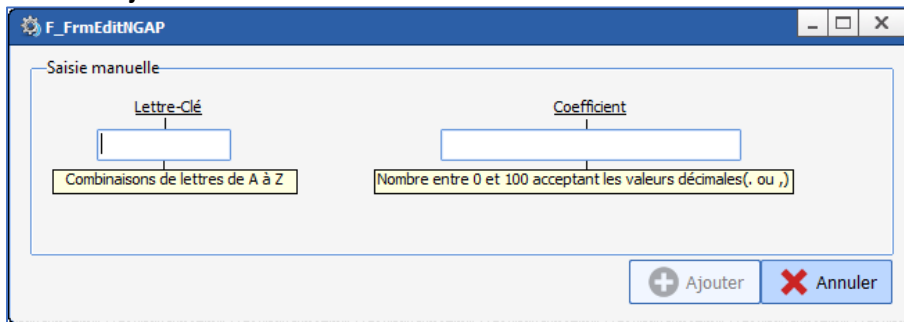 F_FrmEditNGAP
Saisie manuelle
Lettre-Clé
Coefficient
Combinaisons de lettres de A à Z
Nombre entre 0 et 100 acceptant les valeurs décimales(. ou ,)
Ajouter
Annuler